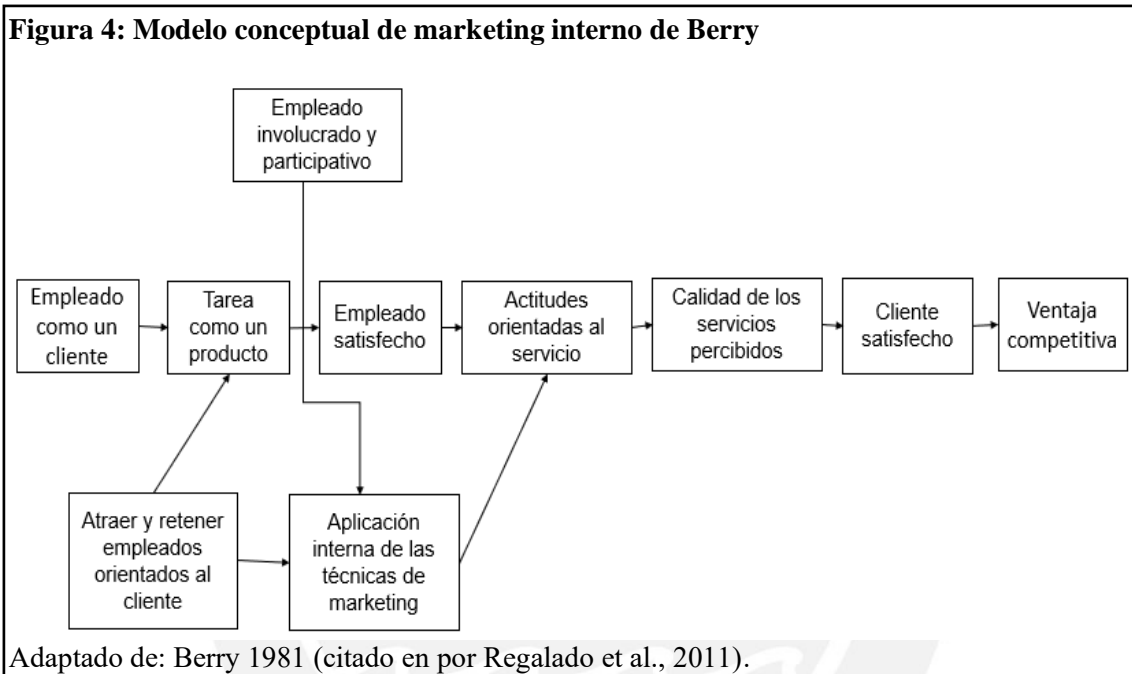 Figura 4: Modelo conceptual de marketing interno de Berry
Empleado
involucrado y
participativo
Empleado
como un
cliente
Tarea
como un
producto
Empleado
satisfecho
Actitudes
orientadas al
servicio
Calidad de los
servicios
percibidos
Cliente
satisfecho
Ventaja
competitiva
Atraer y retener
empleados
orientados al
cliente
Aplicación
interna de las
técnicas de
marketing
Adaptado de: Berry 1981 (citado en por Regalado et al., 2011).